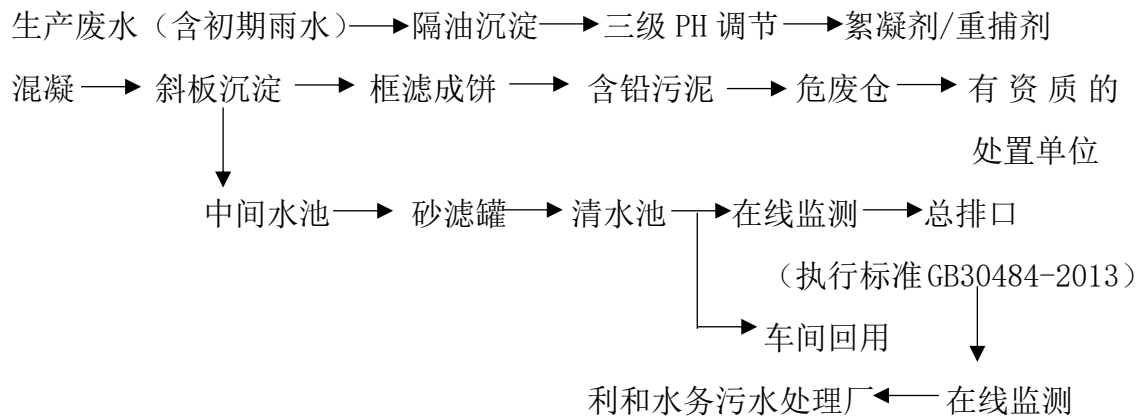 生产废水（含初期雨水）隔油沉淀 三级 PH 调节 絮凝剂/重捕剂
混凝 斜板沉淀 框滤成饼 含铅污泥 危废仓 有资质的
处置单位
中间水池 砂滤罐 清水池 在线监测 总排口
（执行标准GB30484-2013）
车间回用
利和水务污水处理厂 在线监测